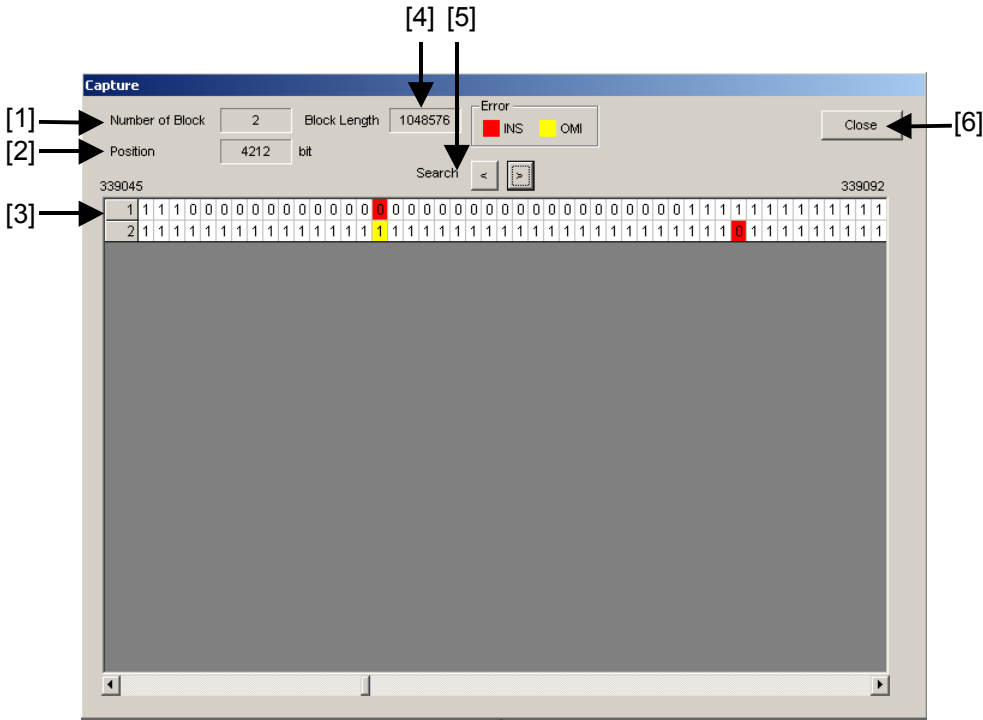 [4] [5]
Capture
[1] Number of Block 2 Block Length 1048576 Error INS OMI Close [6]
[2] Position 4212 bit
Search < >
339045 339092
[3] 1 1 1 1 0 0 0 0 0 0 0 0 0 0 0 0 0 0 0 0 0 0 0 0 0 0 0 0 0 0 0 0 0 0 0 0 1 1 1 1 1 1 1 1 1 1 1 1 1
2 1 1 1 1 1 1 1 1 1 1 1 1 1 1 1 1 1 1 1 1 1 1 1 1 1 1 1 1 1 1 1 1 1 1 1 1 1 1 0 1 1 1 1 1 1 1 1 1